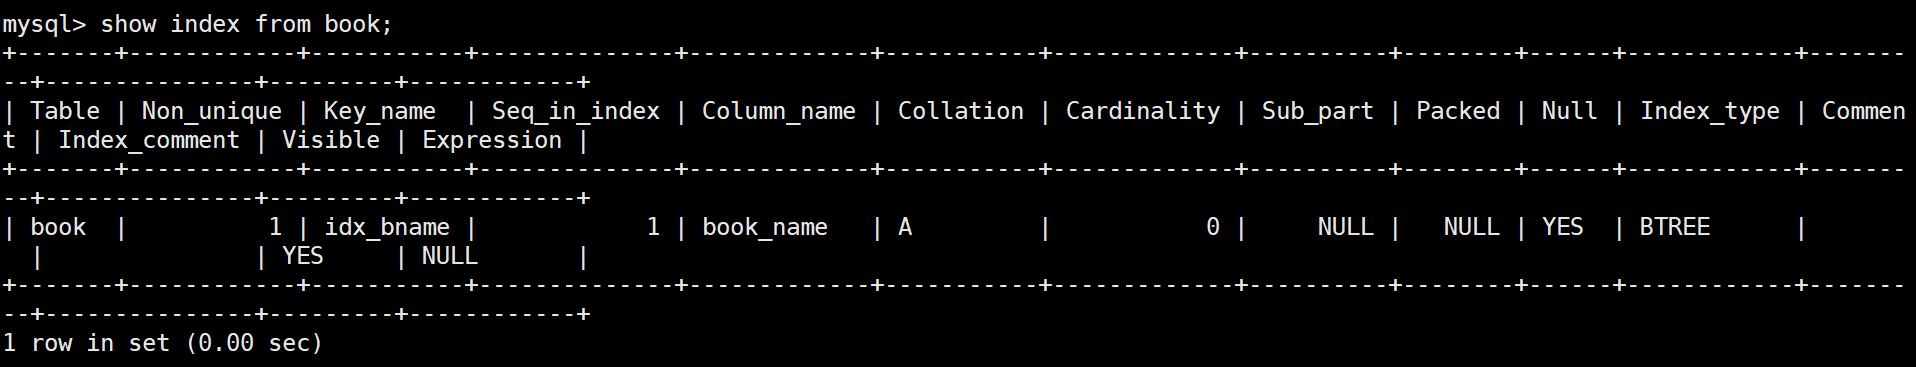 mysql> show index from book;
+-------+------------+-----------+--------------+-------------+-----------+-------------+----------+--------+------+------------+-------
--+---------------+---------+------------+
| Table | Non_unique | Key_name  | Seq_in_index | Column_name | Collation | Cardinality | Sub_part | Packed | Null | Index_type | Commen
t | Index_comment | Visible | Expression |
+-------+------------+-----------+--------------+-------------+-----------+-------------+----------+--------+------+------------+-------
--+---------------+---------+------------+
| book  |          1 | idx_bname |            1 | book_name   | A         |           0 |     NULL |   NULL | YES  | BTREE      |
  |               | YES     | NULL       |
+-------+------------+-----------+--------------+-------------+-----------+-------------+----------+--------+------+------------+-------
--+---------------+---------+------------+
1 row in set (0.00 sec)